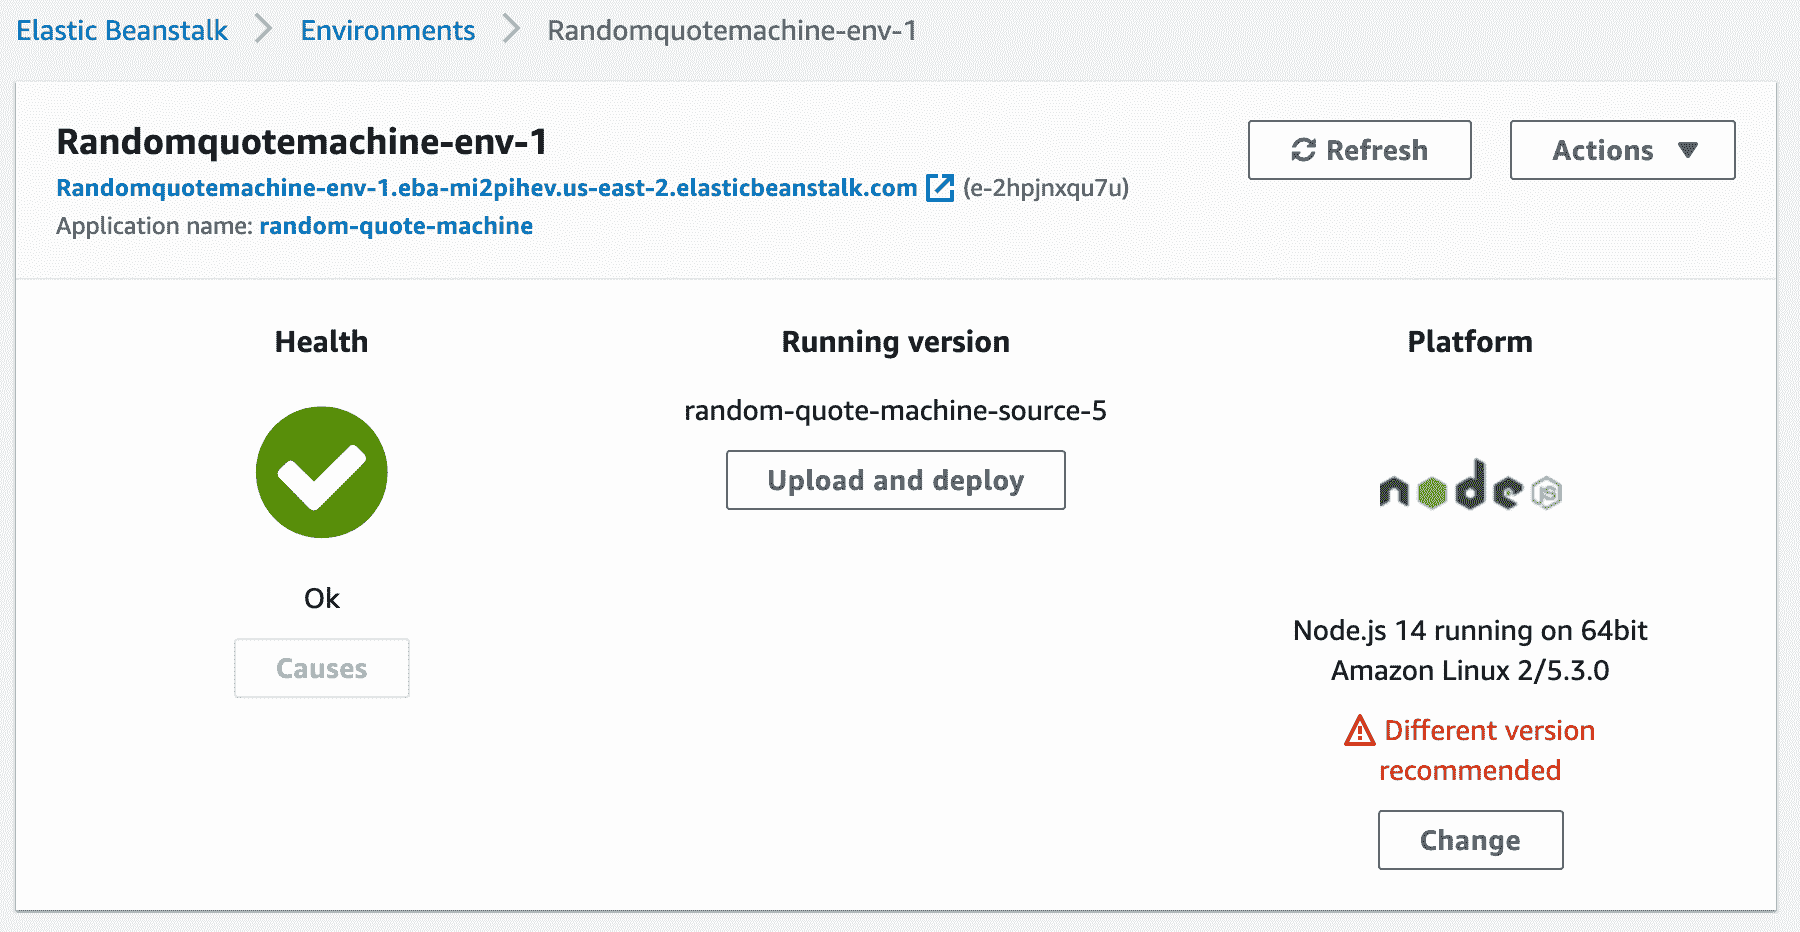 Elastic Beanstalk > Environments > Randomquotemachine-env-1
Randomquotemachine-env-1
Refresh
Actions ▼
Randomquotemachine-env-1.eba-mi2pihev.us-east-2.elasticbeanstalk.com (e-2hpjnxqu7u)
Application name: random-quote-machine
Health
Ok
Causes
Running version
random-quote-machine-source-5
Upload and deploy
Platform
node JS
Node.js 14 running on 64bit
Amazon Linux 2/5.3.0
Different version
recommended
Change